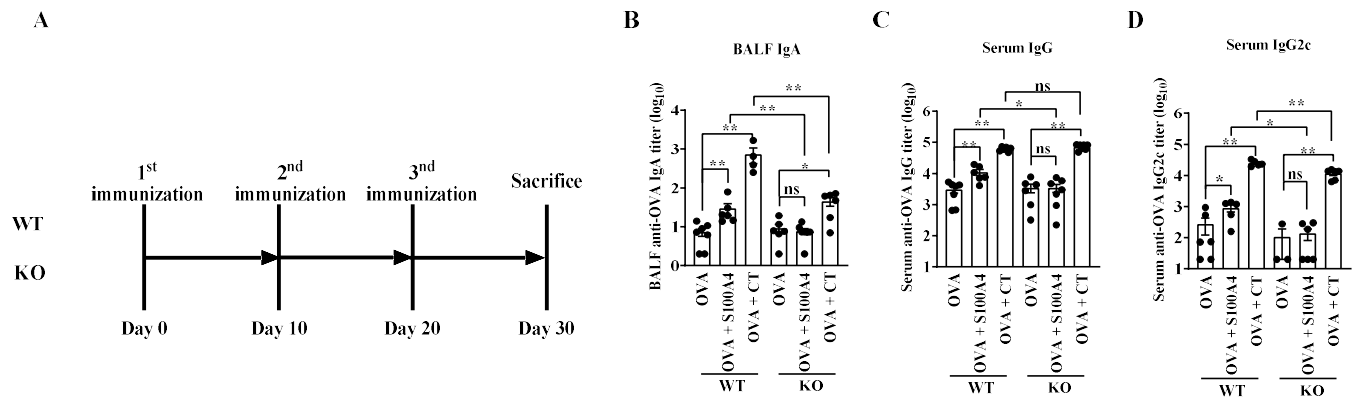 A
WT
KO
1st
immunization
2nd
immunization
3nd
immunization
Sacrifice
Day 0
Day 10
Day 20
Day 30
B
BALF IgA
BALF anti-OVA IgA titer (log10)
4
3
2
1
0
**
**
**
**
ns
*
OVA
OVA + S100A4
OVA + CT
OVA
OVA + S100A4
OVA + CT
WT
KO
C
Serum IgG
Serum anti-OVA IgG titer (log10)
6
5
4
3
2
1
ns
*
**
**
**
ns
OVA
OVA + S100A4
OVA + CT
OVA
OVA + S100A4
OVA + CT
WT
KO
D
Serum IgG2c
Serum anti-OVA IgG2c titer (log10)
6
5
4
3
2
1
**
*
**
*
**
ns
OVA
OVA + S100A4
OVA + CT
OVA
OVA + S100A4
OVA + CT
WT
KO